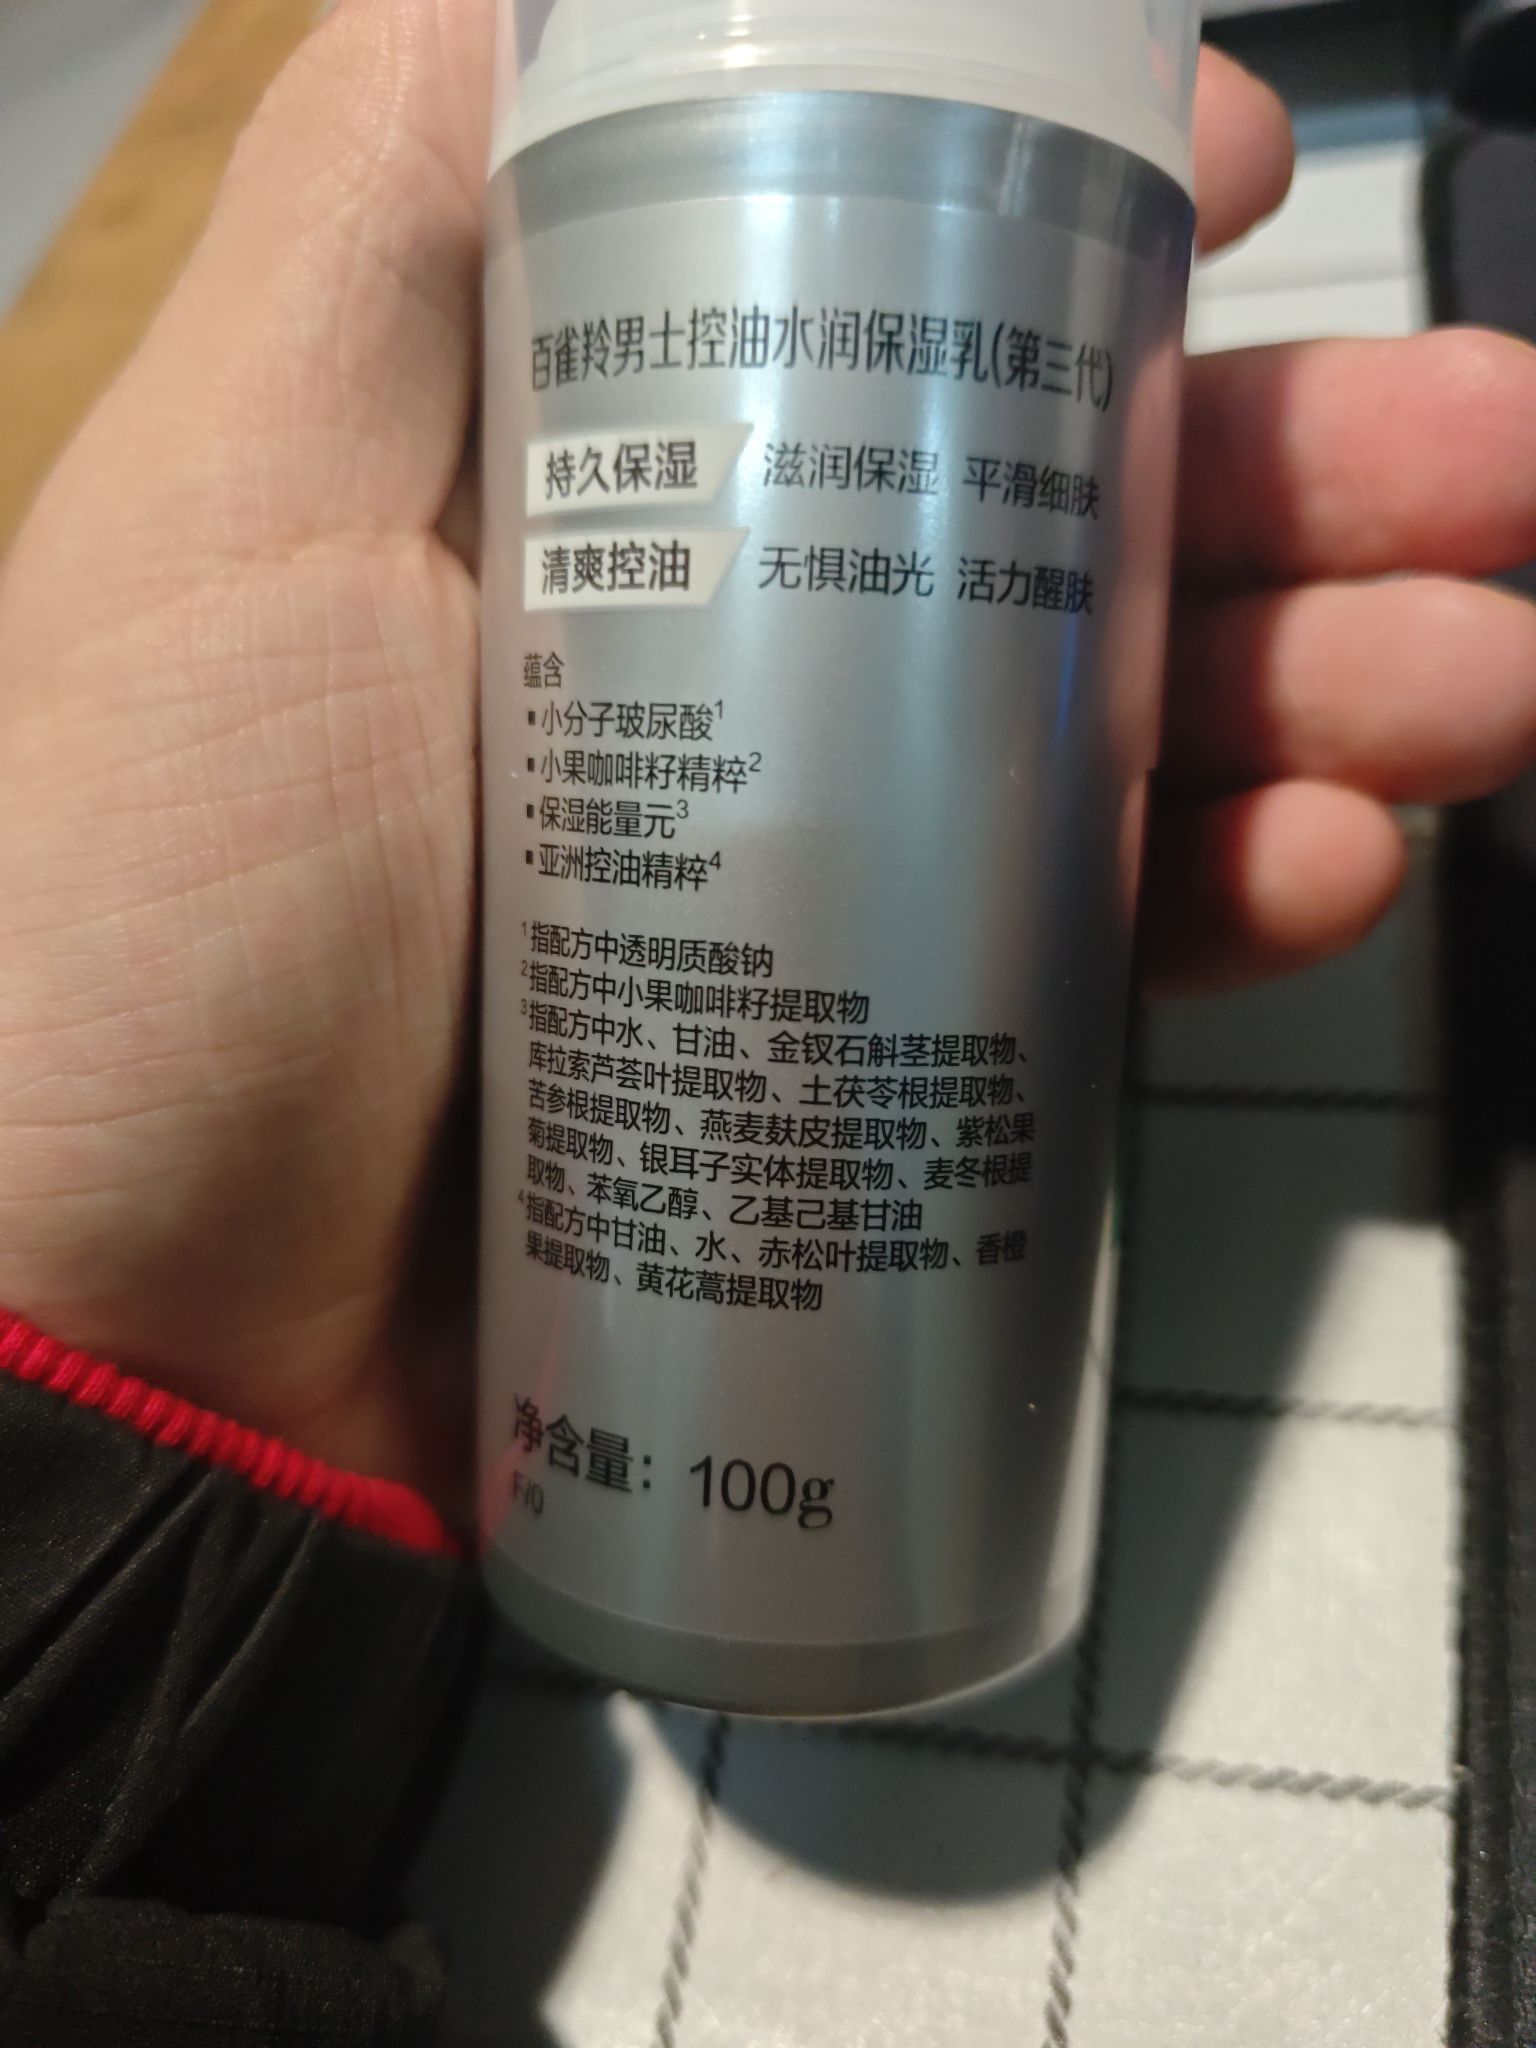 百雀羚男士控油水润保湿乳(第三代)
持久保湿 滋润保湿 平滑细肤
清爽控油 无惧油光 活力醒肤
蕴含
▪小分子玻尿酸¹
▪小果咖啡籽精粹²
▪保湿能量元³
▪亚洲控油精粹⁴
¹指配方中透明质酸钠
²指配方中小果咖啡籽提取物
³指配方中水、甘油、金钗石斛茎提取物、
库拉索芦荟叶提取物、土茯苓根提取物、
苦参根提取物、燕麦麸皮提取物、紫松果
菊提取物、银耳子实体提取物、麦冬根提
取物、苯氧乙醇、乙基己基甘油
⁴指配方中甘油、水、赤松叶提取物、香橙
果提取物、黄花蒿提取物
净含量：100g